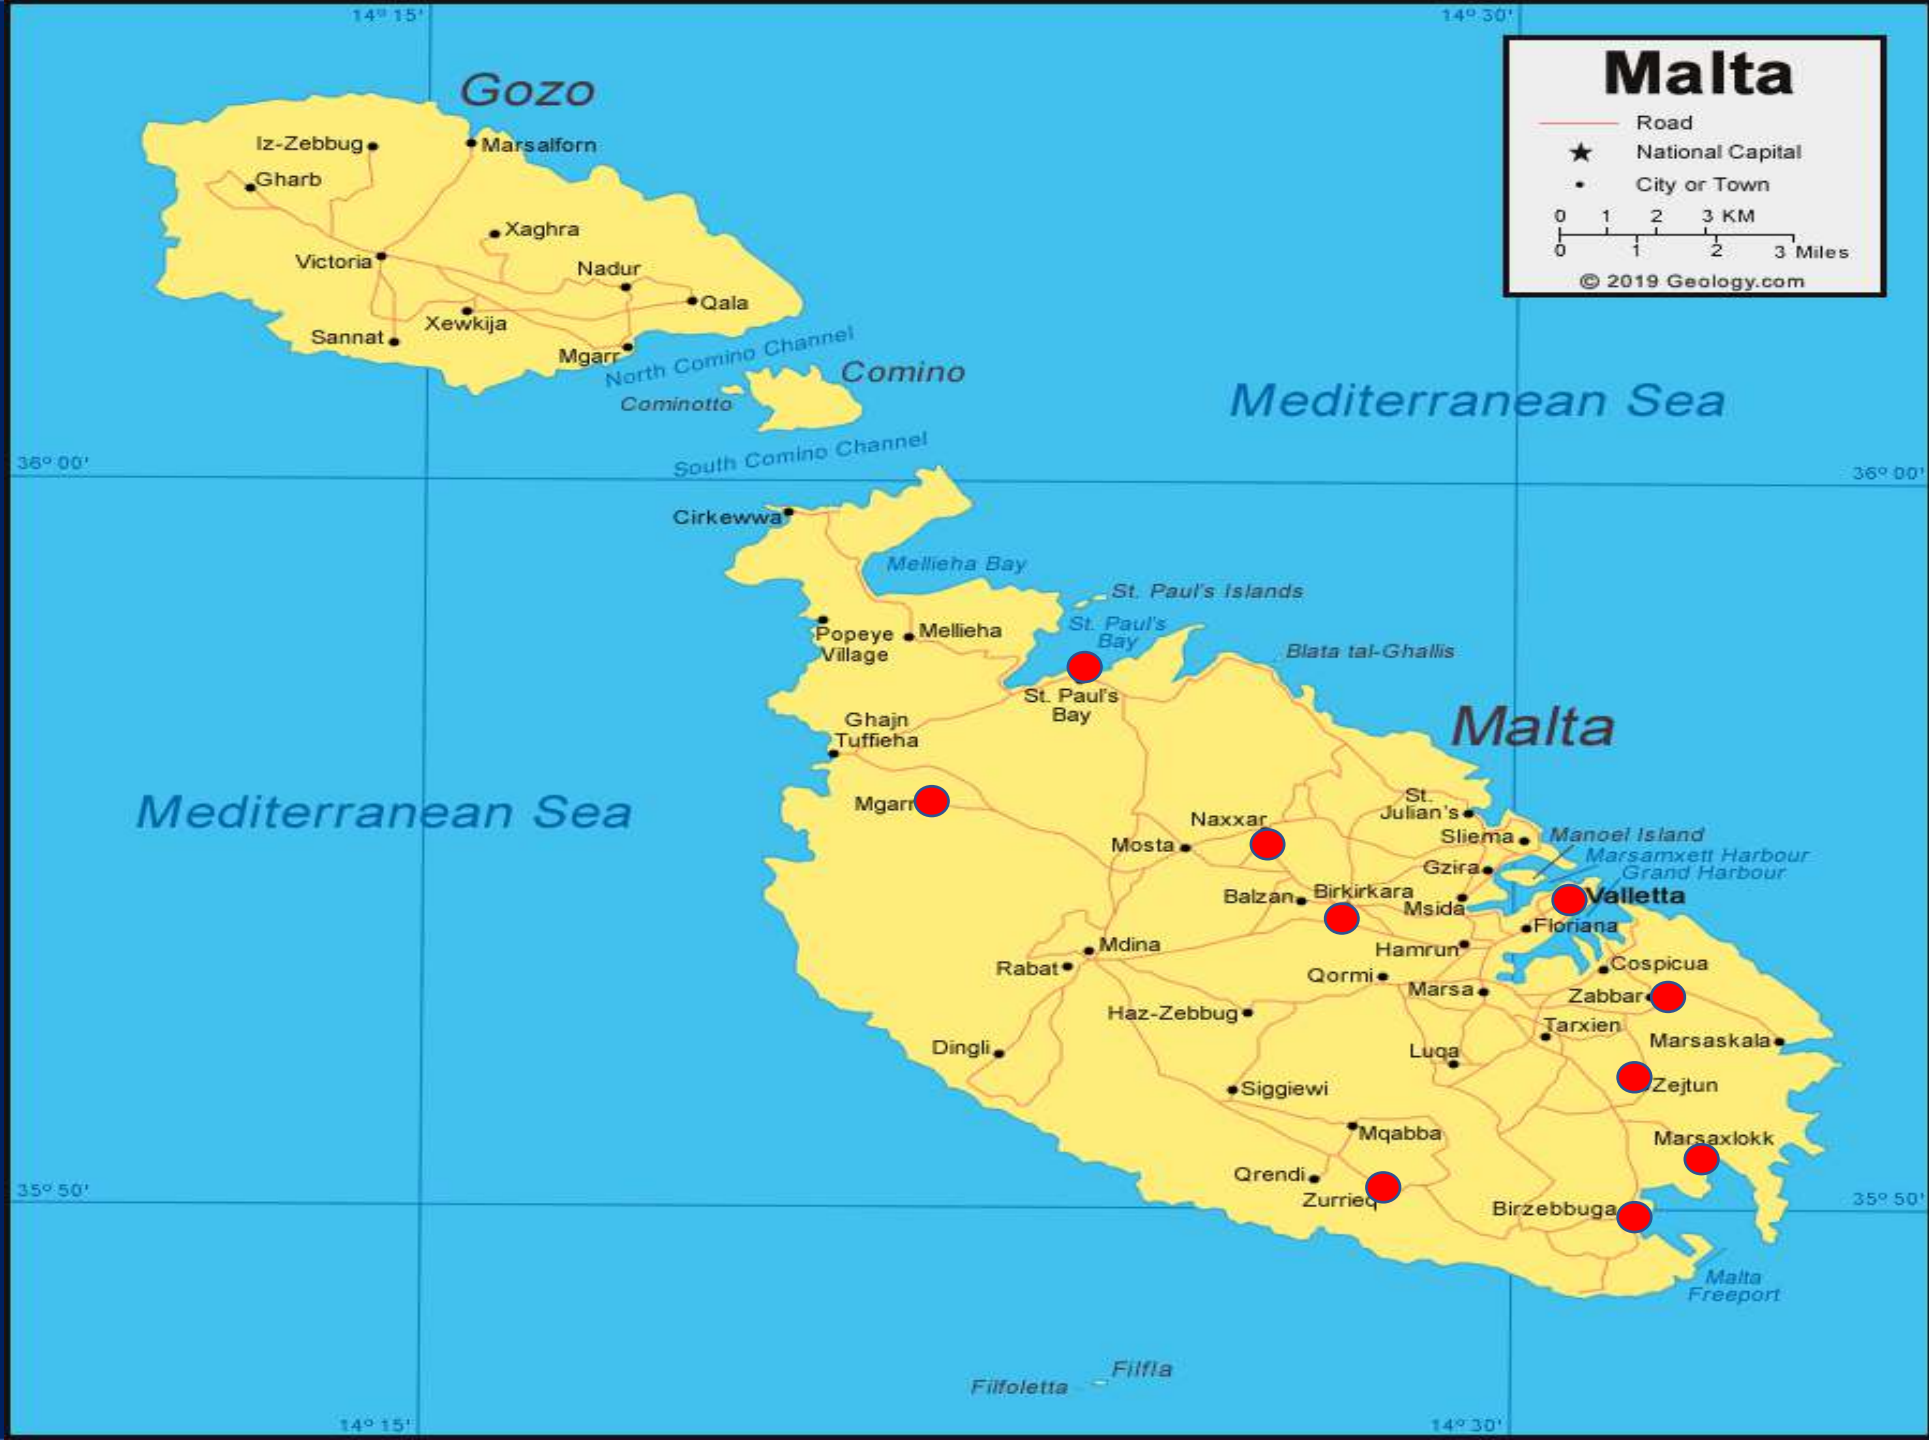 14° 15'
14° 30'
Malta
Road
National Capital
City or Town
0 1 2 3 KM
0 1 2 3 Miles
© 2019 Geology.com
Gozo
Iz-Zebbug
Marsalforn
Gharb
Xaghra
Victoria
Nadur
Qala
Xewkija
Sannat
Mgarr
North Comino Channel
Comino
Cominotto
Mediterranean Sea
South Comino Channel
36° 00'
36° 00'
Cirkewwa
Mellieha Bay
St. Paul's Islands
St. Paul's
Bay
Popeye
Village
Mellieha
Blata tal-Ghallis
St. Paul's
Bay
Ghajn
Tuffieha
Malta
Mediterranean Sea
Mgarr
St.
Julian's
Naxxar
Mosta
Sliema
Manoel Island
Marsamxett Harbour
Grand Harbour
Gzira
Balzan
Birkirkara
Msida
Valletta
Floriana
Mdina
Hamrun
Rabat
Qormi
Cospicua
Marsa
Zabbar
Haz-Zebbug
Tarxien
Dingli
Luqa
Marsaskala
Siggiewi
Zejtun
Mqabba
Marsaxlokk
Qrendi
Zurrieq
Birzebbuga
35° 50'
35° 50'
Malta
Freeport
Filfla
Filfoletta
14° 15'
14° 30'